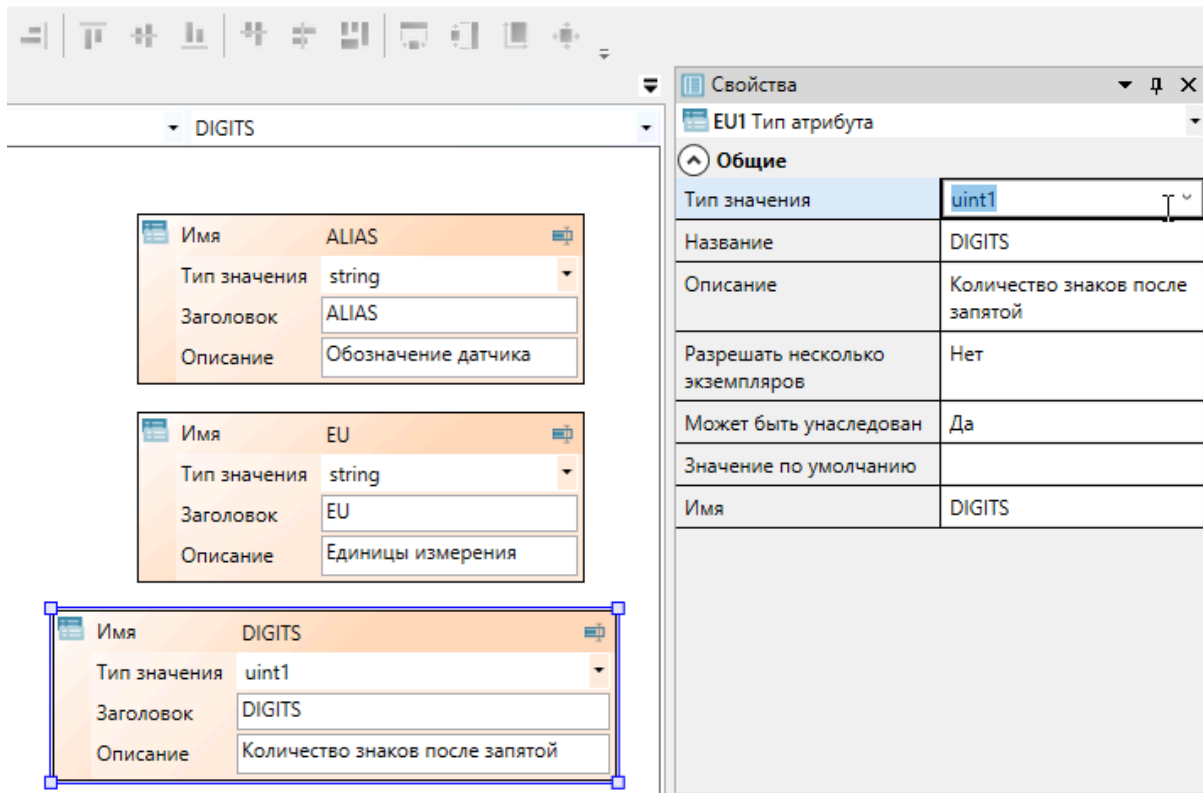 DIGITS
Имя ALIAS
Тип значения string
Заголовок ALIAS
Описание Обозначение датчика
Имя EU
Тип значения string
Заголовок EU
Описание Единицы измерения
Имя DIGITS
Тип значения uint1
Заголовок DIGITS
Описание Количество знаков после запятой
Свойства
EU1 Тип атрибута
Общие
Тип значения uint1
Название DIGITS
Описание Количество знаков после
запятой
Разрешать несколько Нет
экземпляров
Может быть унаследован Да
Значение по умолчанию
Имя DIGITS